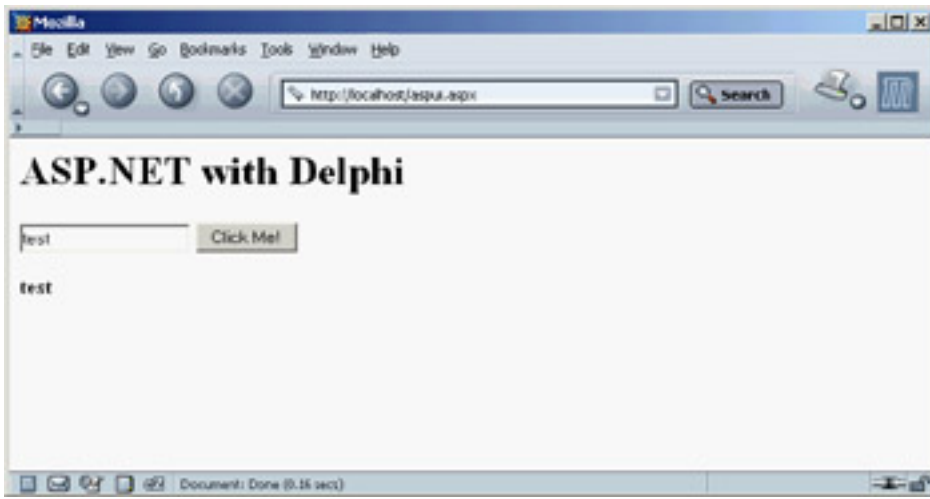 Mozilla
File Edit View Go Bookmarks Tools Window Help
http://localhost/aspui.aspx
Search
ASP.NET with Delphi
test
Click Me!
test
Document: Done (0.16 secs)